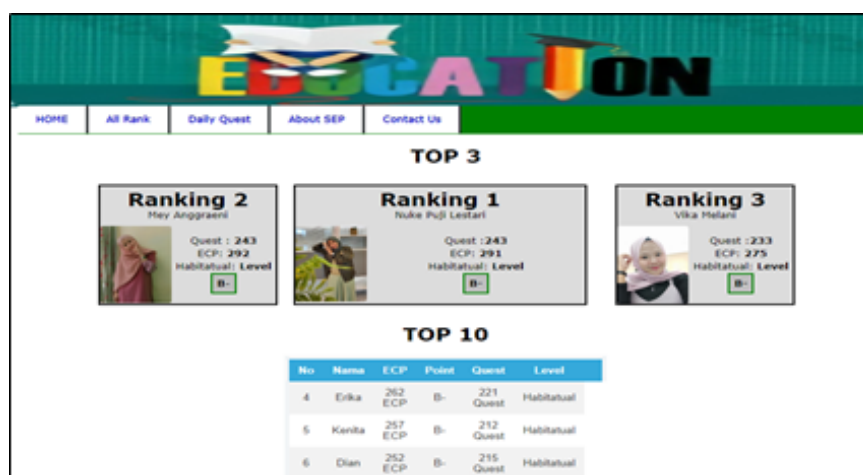 EDUCATION
HOME All Rank Daily Quest About SEP Contact Us
TOP 3
Ranking 2
Mey Anggraeni
Quest : 243
ECP: 292
Habitatual: Level
B-
Ranking 1
Nuke Puji Lestari
Quest :243
ECP: 291
Habitatual: Level
B-
Ranking 3
Vika Melani
Quest :233
ECP: 275
Habitatual: Level
B-
TOP 10
No Nama ECP Point Quest Level
4 Erika 262 ECP B- 221 Quest Habitatual
5 Kenita 257 ECP B- 212 Quest Habitatual
6 Dian 252 ECP B- 215 Quest Habitatual